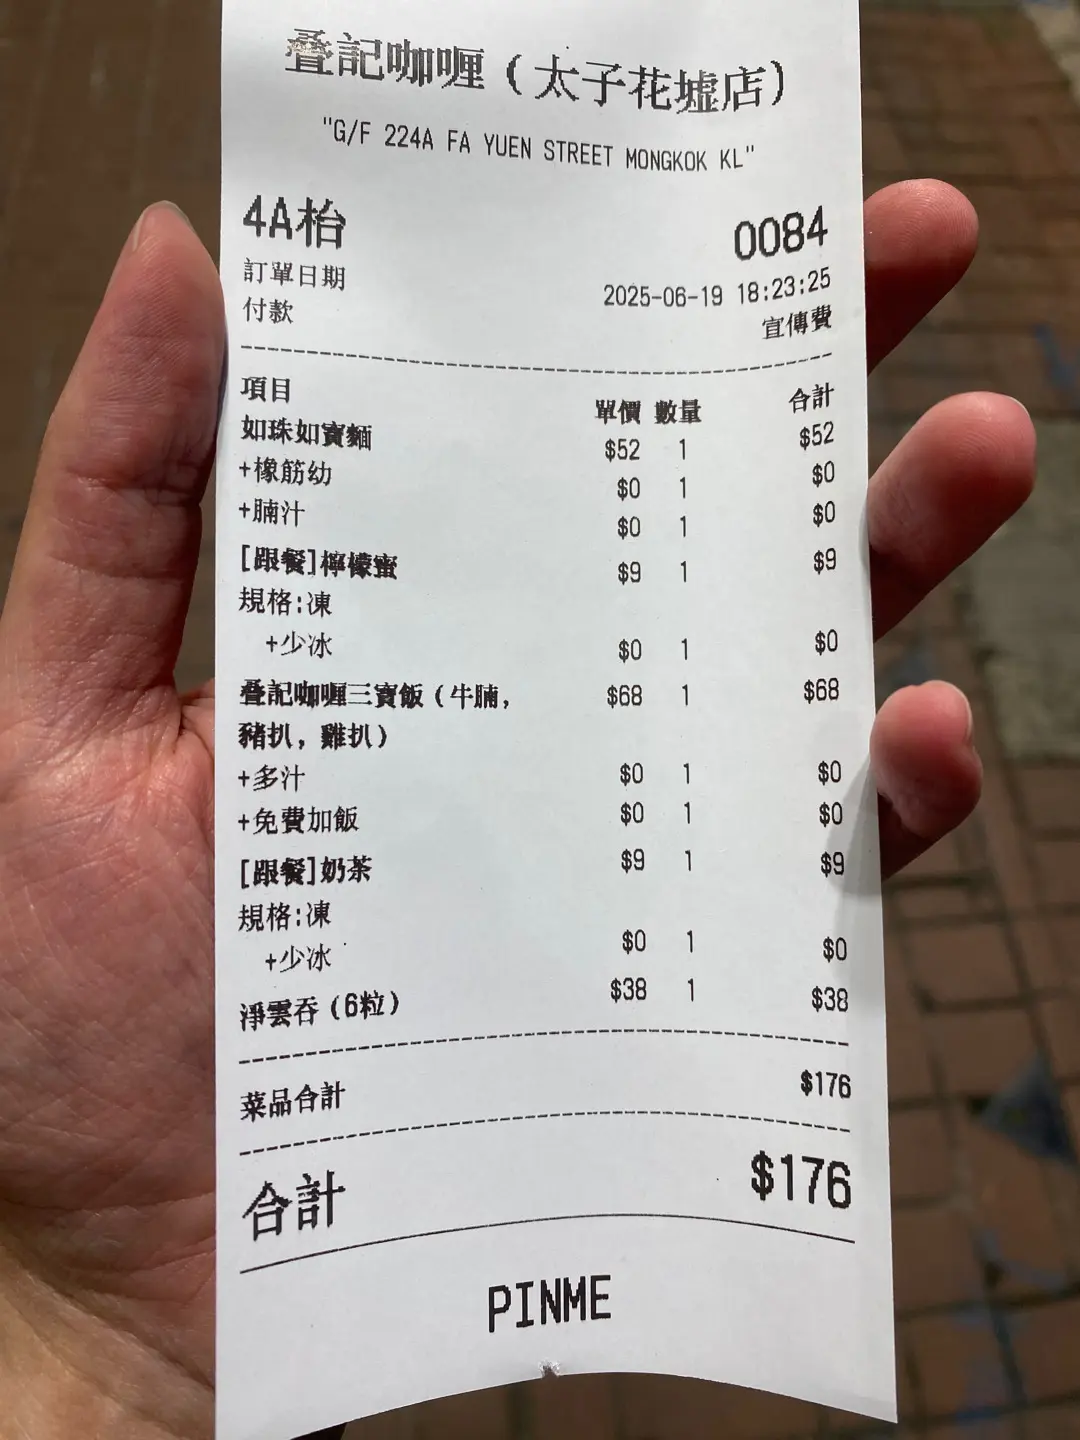 叠記咖喱（太子花墟店）
"G/F 224A FA YUEN STREET MONGKOK KL"
4A枱 0084
訂單日期 2025-06-19 18:23:25
付款 宣傳費
項目 單價 數量 合計
如珠如寶麵 $52 1 $52
+橡筋幼 $0 1 $0
+腩汁 $0 1 $0
[跟餐]檸檬蜜 $9 1 $9
規格:凍
+少冰 $0 1 $0
叠記咖喱三寶飯（牛腩， $68 1 $68
豬扒，雞扒）
+多汁 $0 1 $0
+免費加飯 $0 1 $0
[跟餐]奶茶 $9 1 $9
規格:凍
+少冰 $0 1 $0
淨雲吞（6粒） $38 1 $38
菜品合計 $176
合計 $176
PINME